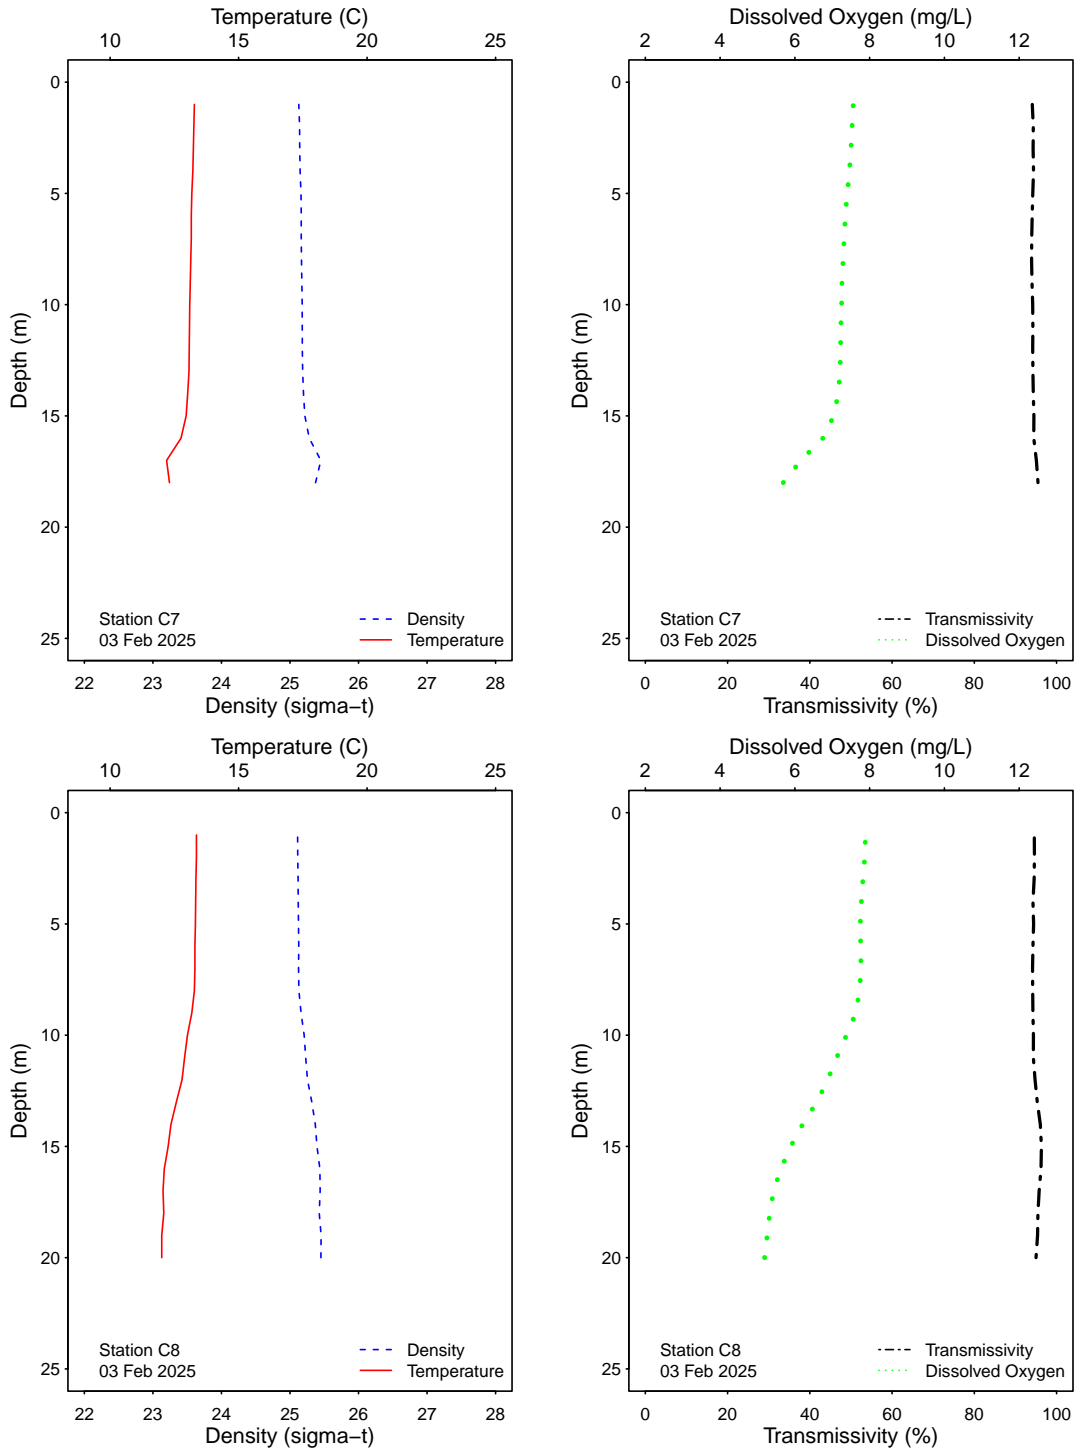 Temperature (C)
10 15 20 25
0
5
10
15
20
25
Depth (m)
Station C7
03 Feb 2025
Density
Temperature
22 23 24 25 26 27 28
Density (sigma−t)
Dissolved Oxygen (mg/L)
2 4 6 8 10 12
0
5
10
15
20
25
Depth (m)
Station C7
03 Feb 2025
Transmissivity
Dissolved Oxygen
0 20 40 60 80 100
Transmissivity (%)
Temperature (C)
10 15 20 25
0
5
10
15
20
25
Depth (m)
Station C8
03 Feb 2025
Density
Temperature
22 23 24 25 26 27 28
Density (sigma−t)
Dissolved Oxygen (mg/L)
2 4 6 8 10 12
0
5
10
15
20
25
Depth (m)
Station C8
03 Feb 2025
Transmissivity
Dissolved Oxygen
0 20 40 60 80 100
Transmissivity (%)